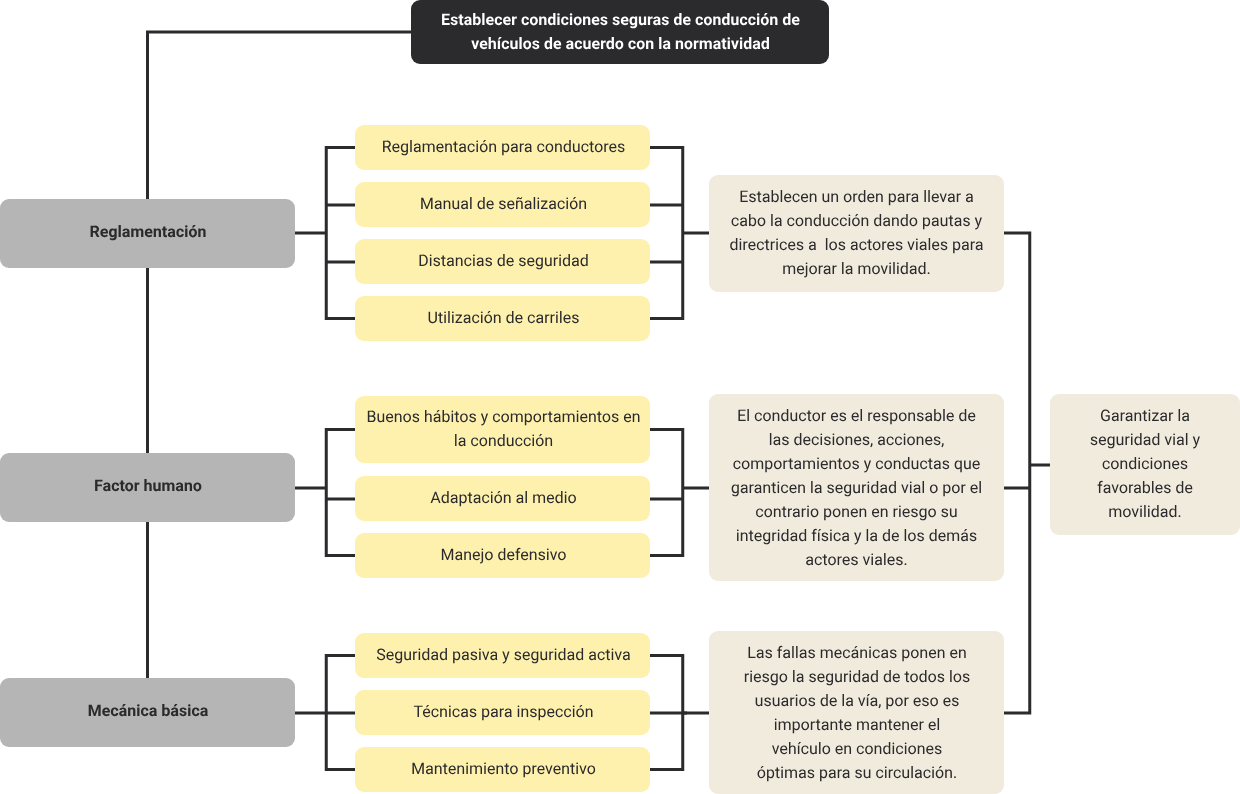 Establecer condiciones seguras de conducción de
vehículos de acuerdo con la normatividad
Reglamentación
Reglamentación para conductores
Manual de señalización
Distancias de seguridad
Utilización de carriles
Establecen un orden para llevar a
cabo la conducción dando pautas y
directrices a  los actores viales para
mejorar la movilidad.
Factor humano
Buenos hábitos y comportamientos en
la conducción
Adaptación al medio
Manejo defensivo
El conductor es el responsable de
las decisiones, acciones,
comportamientos y conductas que
garanticen la seguridad vial o por el
contrario ponen en riesgo su
integridad física y la de los demás
actores viales.
Mecánica básica
Seguridad pasiva y seguridad activa
Técnicas para inspección
Mantenimiento preventivo
Las fallas mecánicas ponen en
riesgo la seguridad de todos los
usuarios de la vía, por eso es
importante mantener el
vehículo en condiciones
óptimas para su circulación.
Garantizar la
seguridad vial y
condiciones
favorables de
movilidad.